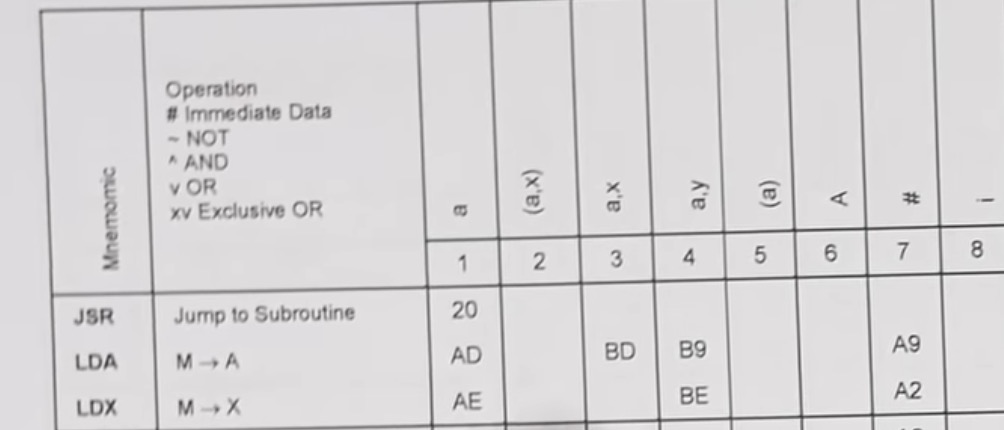 Mnemomic
Operation
# Immediate Data
~ NOT
^ AND
v OR
xv Exclusive OR
a (a,x) a,x a,y (a) A # i
1 2 3 4 5 6 7 8
JSR Jump to Subroutine 20
LDA M → A AD BD B9 A9
LDX M → X AE BE A2